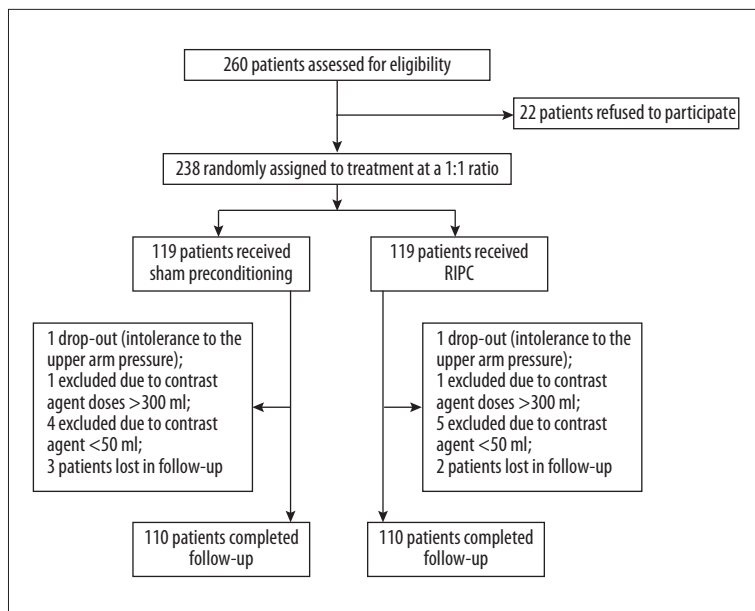 260 patients assessed for eligibility
22 patients refused to participate
238 randomly assigned to treatment at a 1:1 ratio
119 patients received
sham preconditioning
119 patients received
RIPC
1 drop-out (intolerance to the
upper arm pressure);
1 excluded due to contrast
agent doses >300 ml;
4 excluded due to contrast
agent <50 ml;
3 patients lost in follow-up
1 drop-out (intolerance to the
upper arm pressure);
1 excluded due to contrast
agent doses >300 ml;
5 excluded due to contrast
agent <50 ml;
2 patients lost in follow-up
110 patients completed
follow-up
110 patients completed
follow-up